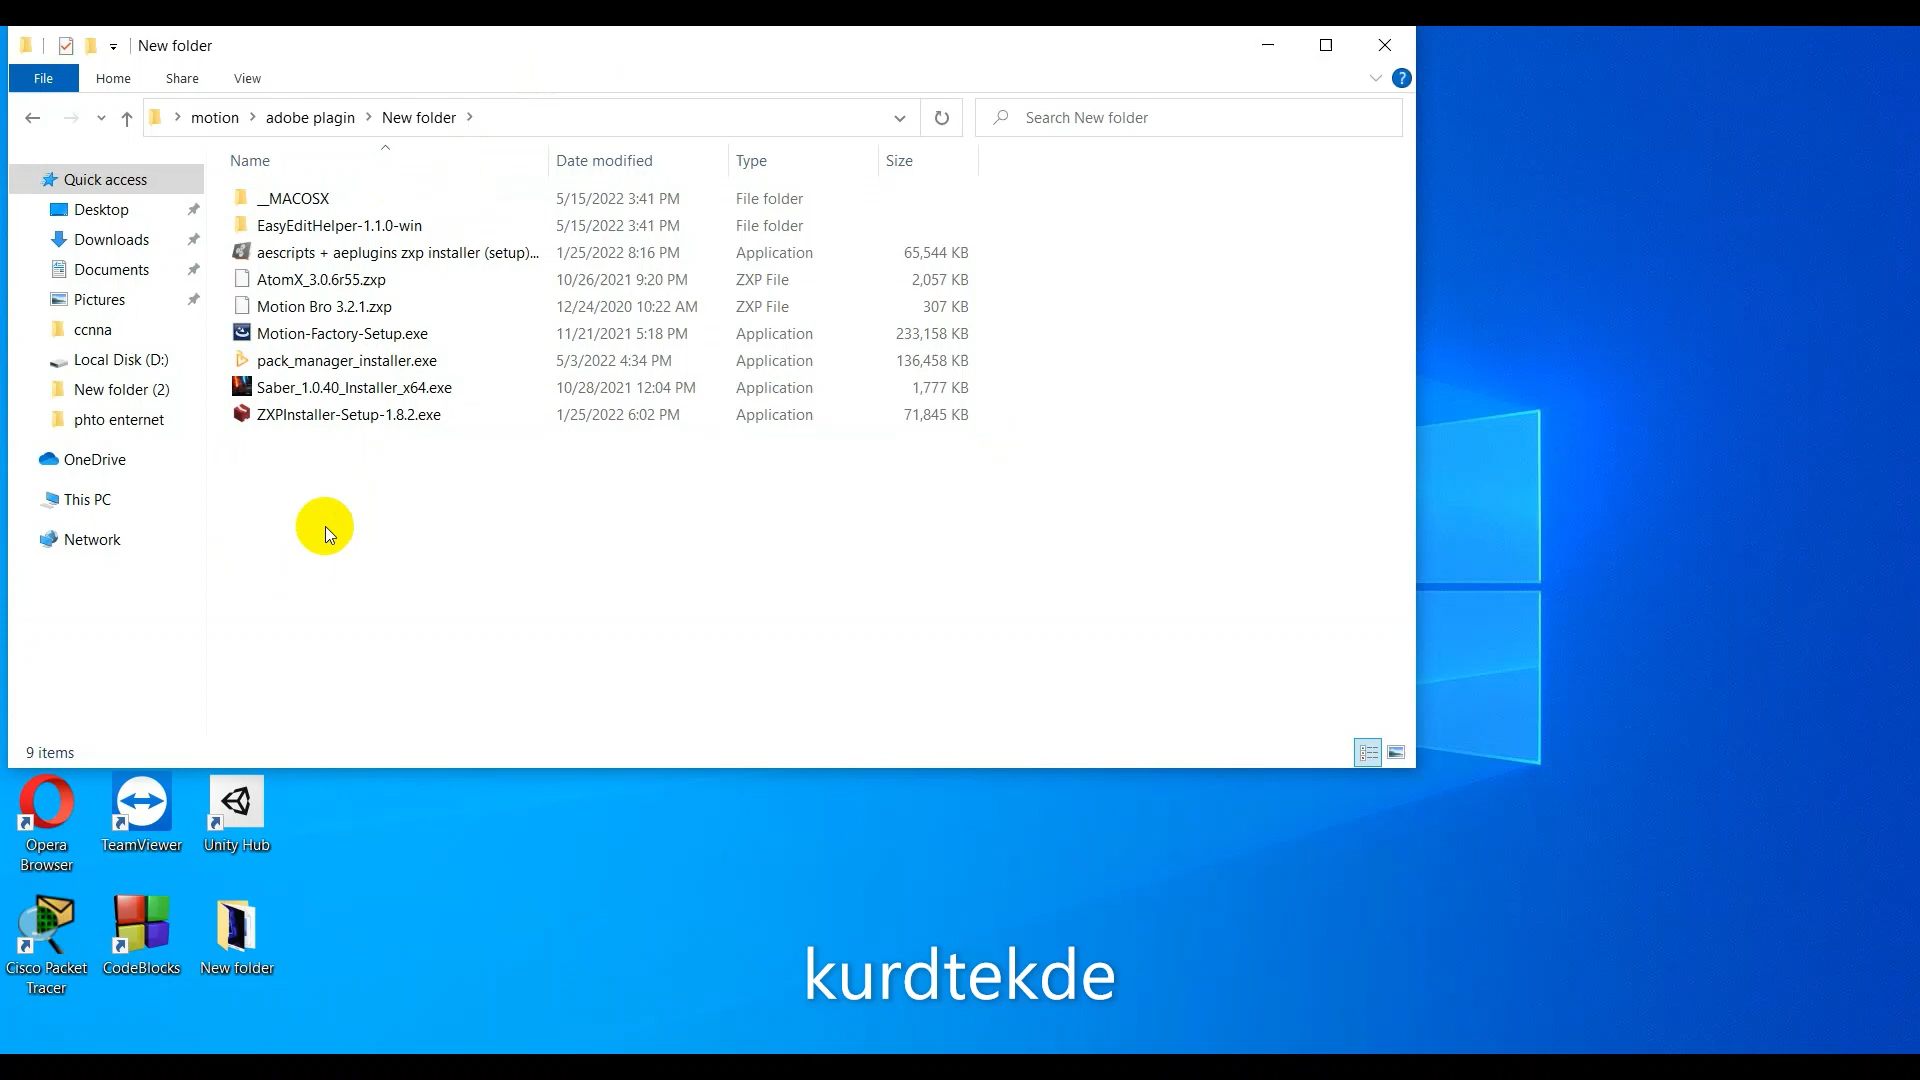 New folder
File Home Share View
motion adobe plagin New folder
Search New folder
Name Date modified Type Size
Quick access
Desktop
Downloads
Documents
Pictures
ccnna
Local Disk (D:)
New folder (2)
phto enternet
OneDrive
This PC
Network
__MACOSX 5/15/2022 3:41 PM File folder
EasyEditHelper-1.1.0-win 5/15/2022 3:41 PM File folder
aescripts + aeplugins zxp installer (setup)... 1/25/2022 8:16 PM Application 65,544 KB
AtomX_3.0.6r55.zxp 10/26/2021 9:20 PM ZXP File 2,057 KB
Motion Bro 3.2.1.zxp 12/24/2020 10:22 AM ZXP File 307 KB
Motion-Factory-Setup.exe 11/21/2021 5:18 PM Application 233,158 KB
pack_manager_installer.exe 5/3/2022 4:34 PM Application 136,458 KB
Saber_1.0.40_Installer_x64.exe 10/28/2021 12:04 PM Application 1,777 KB
ZXPInstaller-Setup-1.8.2.exe 1/25/2022 6:02 PM Application 71,845 KB
9 items
Opera
Browser
TeamViewer
Unity Hub
Cisco Packet
Tracer
CodeBlocks
New folder
kurdtekde